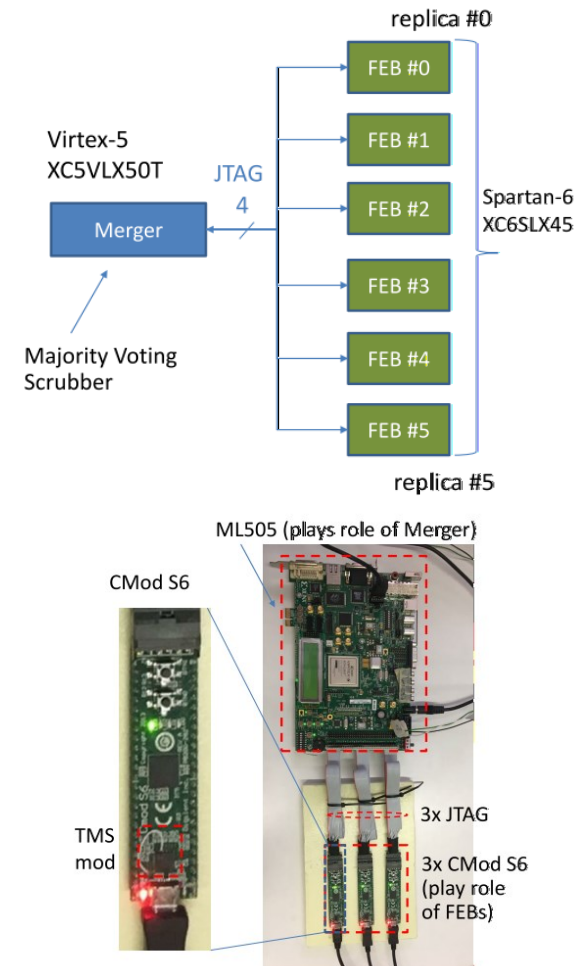 replica #0
FEB #0
FEB #1
Virtex-5
XC5VLX50T
JTAG
4
Merger
FEB #2
Spartan-6
XC6SLX45
FEB #3
Majority Voting
Scrubber
FEB #4
FEB #5
replica #5
ML505 (plays role of Merger)
CMod S6
TMS
mod
3x JTAG
3x CMod S6
(play role
of FEBs)